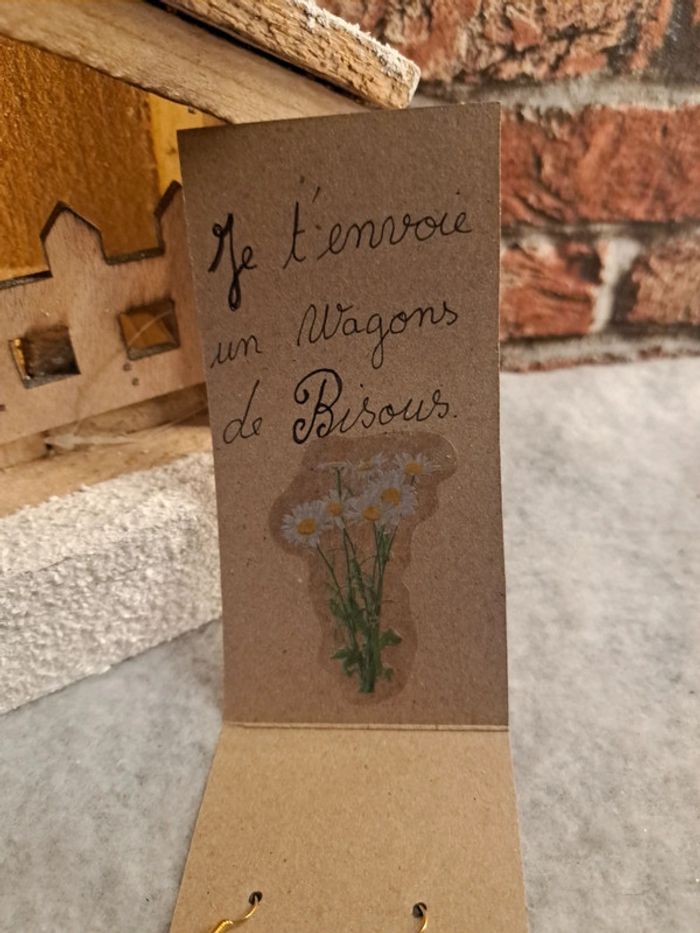 Je t'envoie
un Wagons
de Bisous.